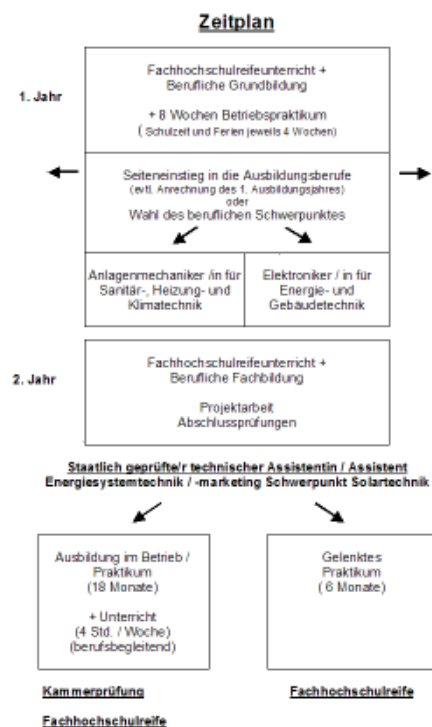 Zeitplan
1. Jahr
Fachhochschulreifeunterricht +
Berufliche Grundbildung
+ 8 Wochen Betriebspraktikum
( Schulzeit und Ferien jeweils 4 Wochen)
Seiteneinstieg in die Ausbildungsberufe
(evtl. Anrechnung des 1. Ausbildungsjahres)
oder
Wahl des beruflichen Schwerpunktes
Anlagenmechaniker /in für
Sanitär-, Heizung- und
Klimatechnik
Elektroniker / in für
Energie- und
Gebäudetechnik
2. Jahr
Fachhochschulreifeunterricht +
Berufliche Fachbildung
Projektarbeit
Abschlussprüfungen
Staatlich geprüfte/r technischer Assistentin / Assistent
Energiesystemtechnik / -marketing Schwerpunkt Solartechnik
Ausbildung im Betrieb /
Praktikum
(18 Monate)
+ Unterricht
(4 Std. / Woche)
(berufsbegleitend)
Gelenktes
Praktikum
( 6 Monate)
Kammerprüfung
Fachhochschulreife
Fachhochschulreife